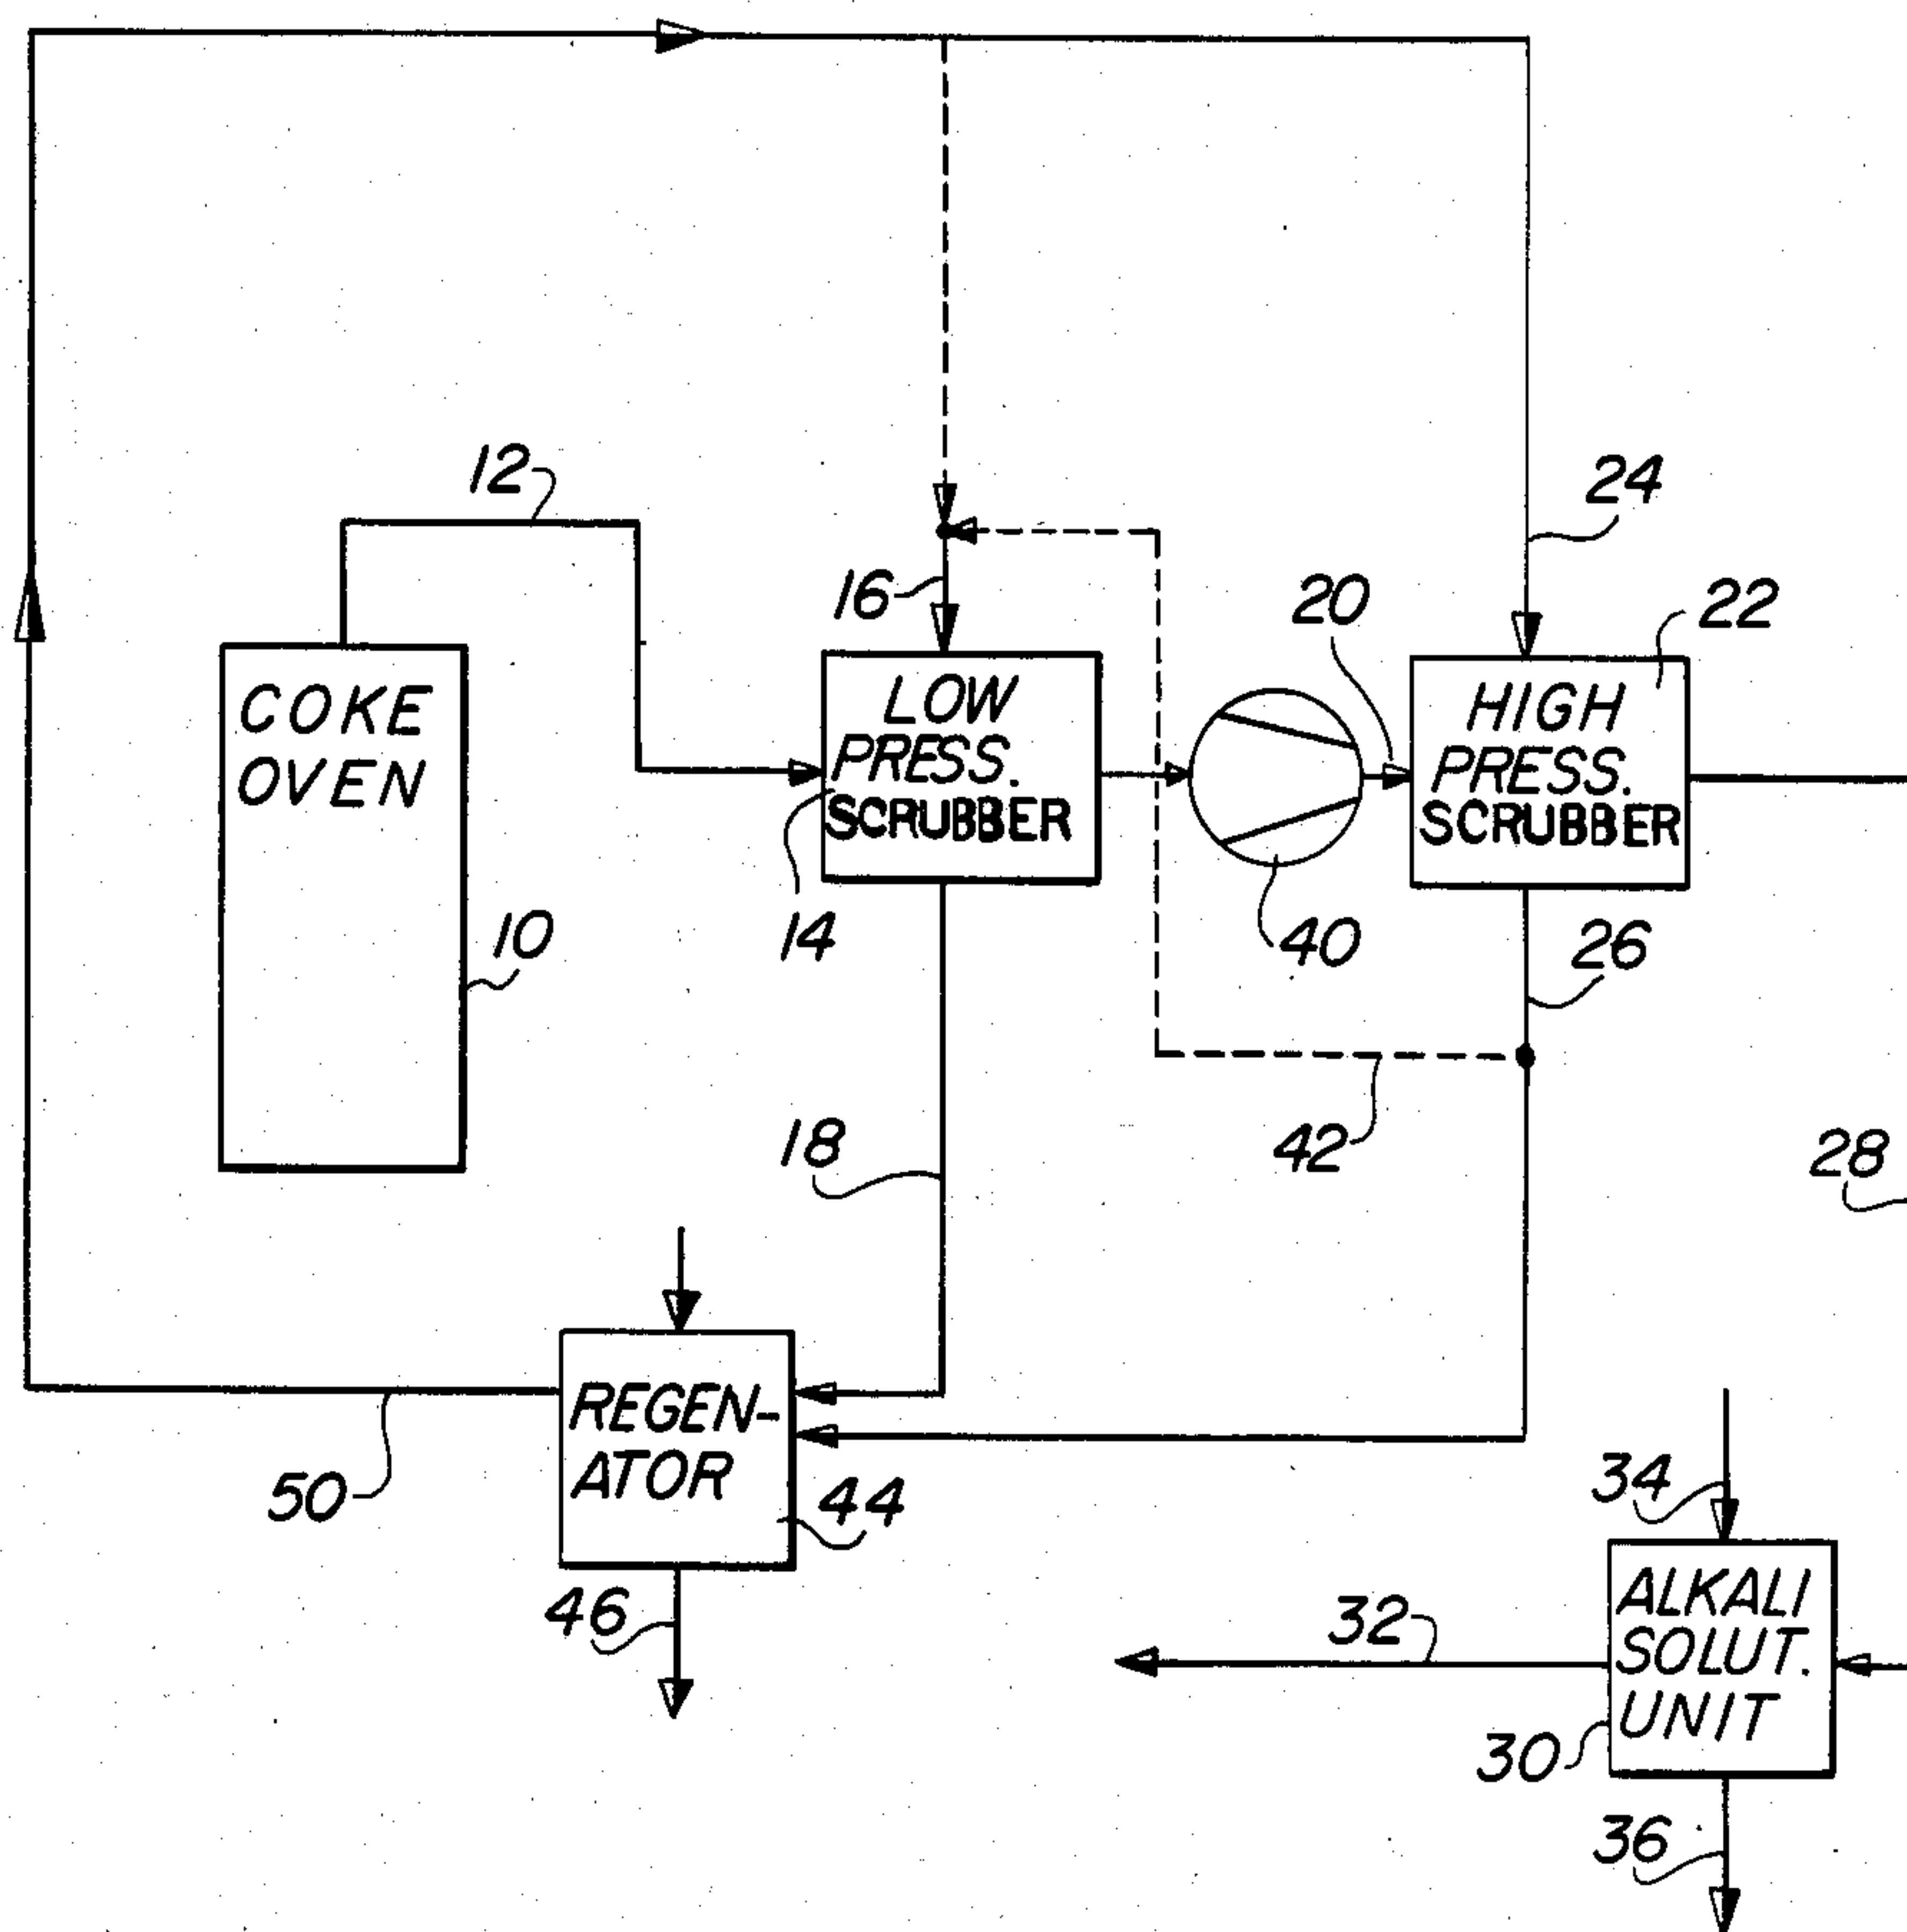 12
24
16
20
22
COKE
OVEN
LOW
PRESS.
SCRUBBER
HIGH
PRESS.
SCRUBBER
14
10
40
26
18
42
28
REGEN-
ATOR
50
44
34
46
32
ALKALI
SOLUT.
UNIT
30
36